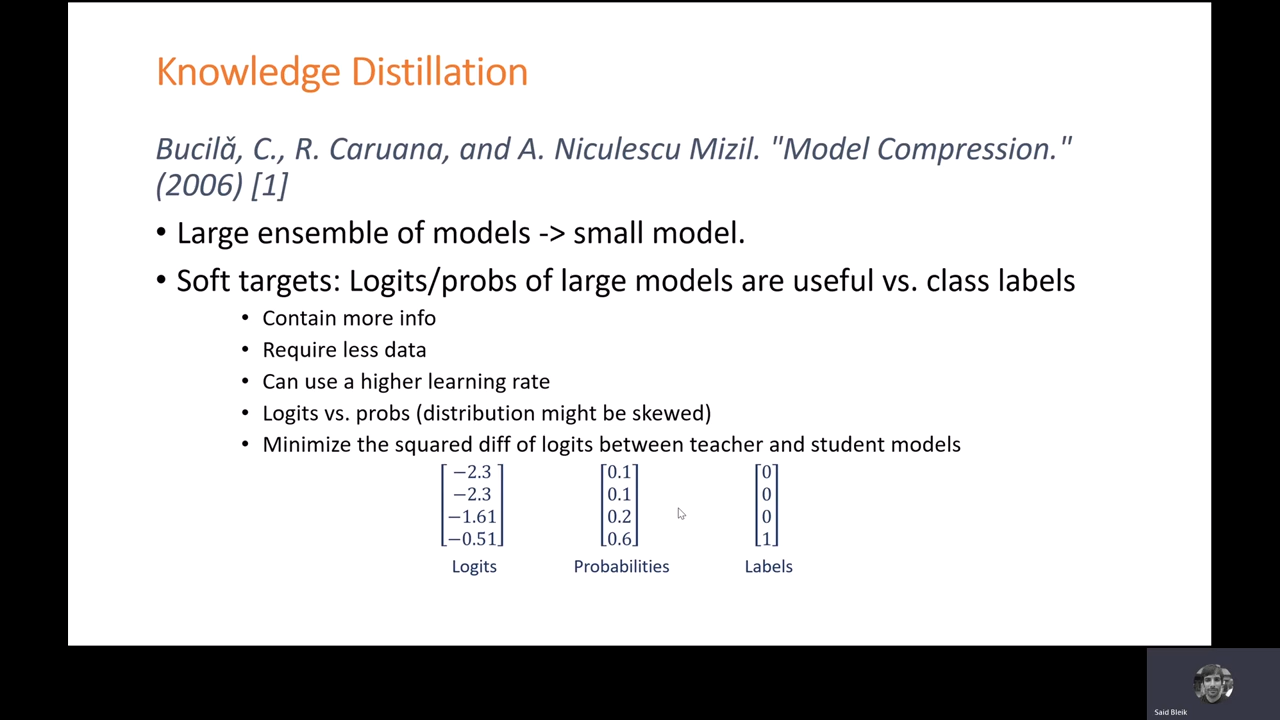 Knowledge Distillation
Bucilǎ, C., R. Caruana, and A. Niculescu Mizil. "Model Compression."
(2006) [1]
• Large ensemble of models -> small model.
• Soft targets: Logits/probs of large models are useful vs. class labels
• Contain more info
• Require less data
• Can use a higher learning rate
• Logits vs. probs (distribution might be skewed)
• Minimize the squared diff of logits between teacher and student models
−2.3 0.1 0
−2.3 0.1 0
−1.61 0.2 0
−0.51 0.6 1
Logits Probabilities Labels
Said Bleik